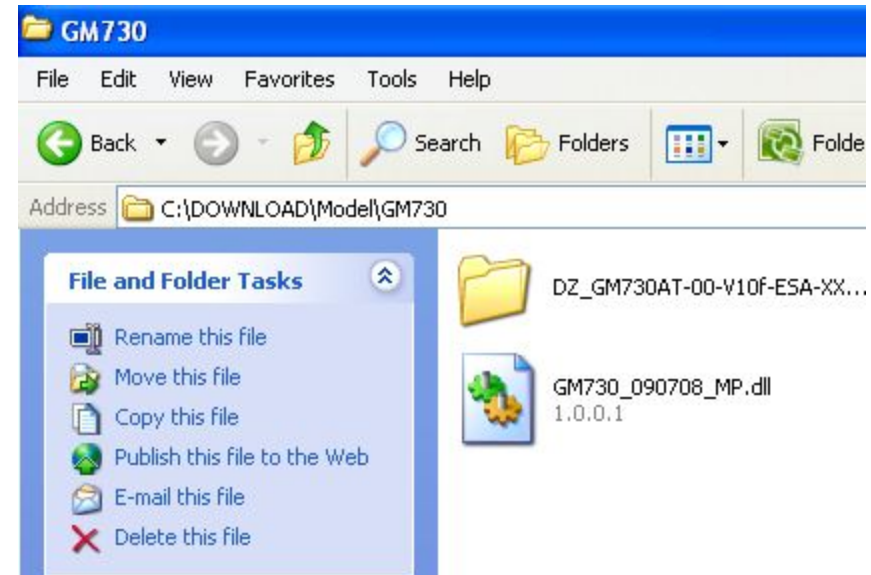 GM730
File Edit View Favorites Tools Help
Back Search Folders Folde
Address C:\DOWNLOAD\Model\GM730
File and Folder Tasks
Rename this file
Move this file
Copy this file
Publish this file to the Web
E-mail this file
Delete this file
DZ_GM730AT-00-V10f-ESA-XX...
GM730_090708_MP.dll
1.0.0.1